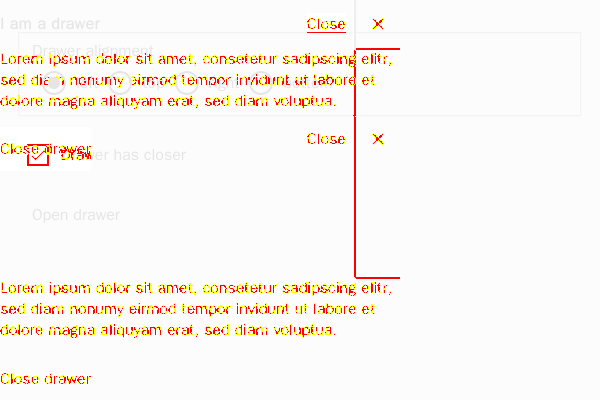 I am a drawer
Close
Drawer alignment
Lorem ipsum dolor sit amet, consetetur sadipscing elitr,
sed diam nonumy eirmod tempor invidunt ut labore et
dolore magna aliquyam erat, sed diam voluptua.
Close
Close drawer
Drawer has closer
Open drawer
Lorem ipsum dolor sit amet, consetetur sadipscing elitr,
sed diam nonumy eirmod tempor invidunt ut labore et
dolore magna aliquyam erat, sed diam voluptua.
Close drawer